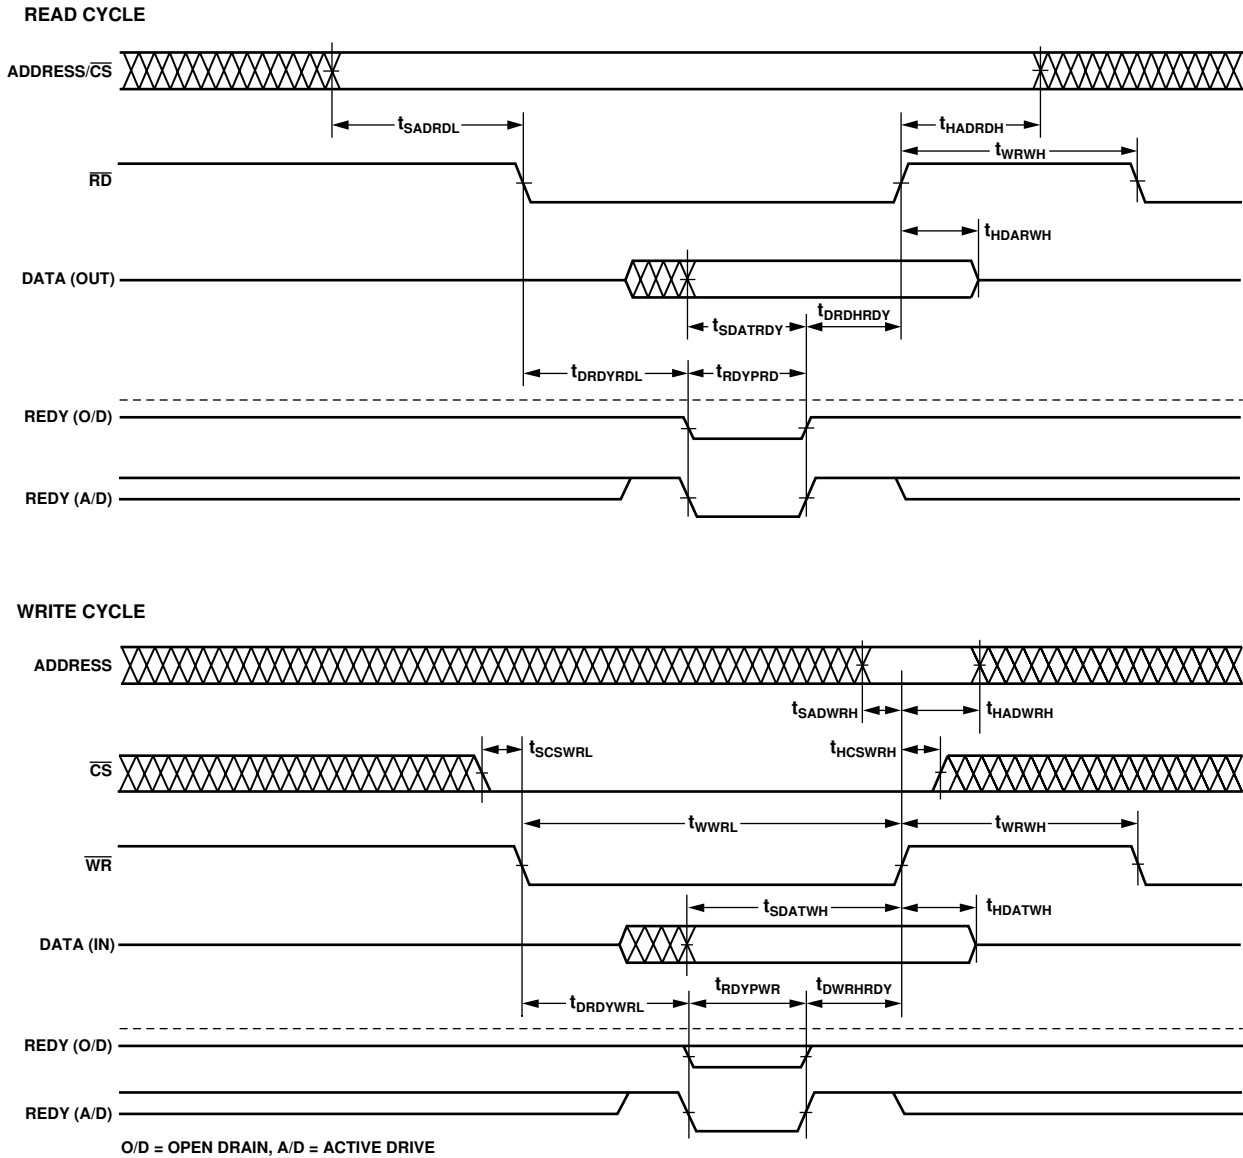 READ CYCLE
ADDRESS/CS
tSADRDL
tHADRDH
tWRWH
RD
tHDARWH
DATA (OUT)
tSDATRDY
tDRDHRDY
tDRDYRDL
tRDYPRD
REDY (O/D)
REDY (A/D)
WRITE CYCLE
ADDRESS
tSADWRH
tHADWRH
tSCSWRL
tHCSWRH
CS
tWWRL
tWRWH
WR
tSDATWH
tHDATWH
DATA (IN)
tDRDYWRL
tRDYPWR
tDWRHRDY
REDY (O/D)
REDY (A/D)
O/D = OPEN DRAIN, A/D = ACTIVE DRIVE